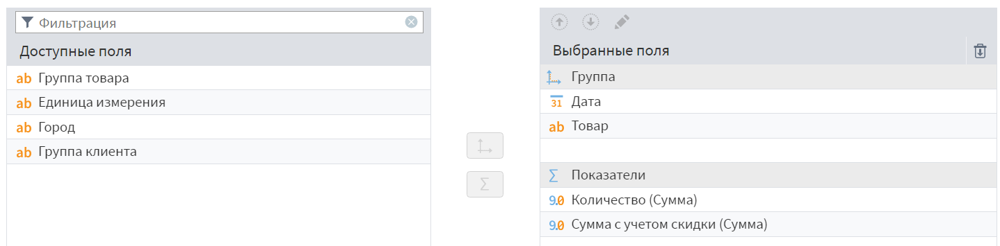 Фильтрация
Доступные поля
ab Группа товара
ab Единица измерения
ab Город
ab Группа клиента
Выбранные поля
Группа
31 Дата
ab Товар
Σ Показатели
9.0 Количество (Сумма)
9.0 Сумма с учетом скидки (Сумма)
Σ